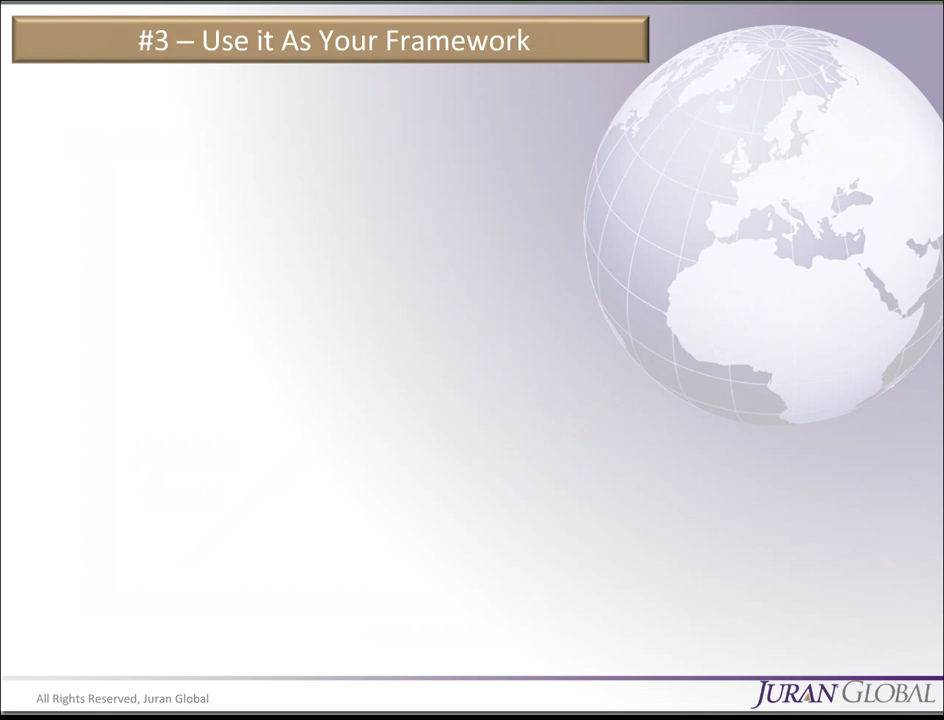 #3 – Use it As Your Framework
All Rights Reserved, Juran Global
JURAN GLOBAL